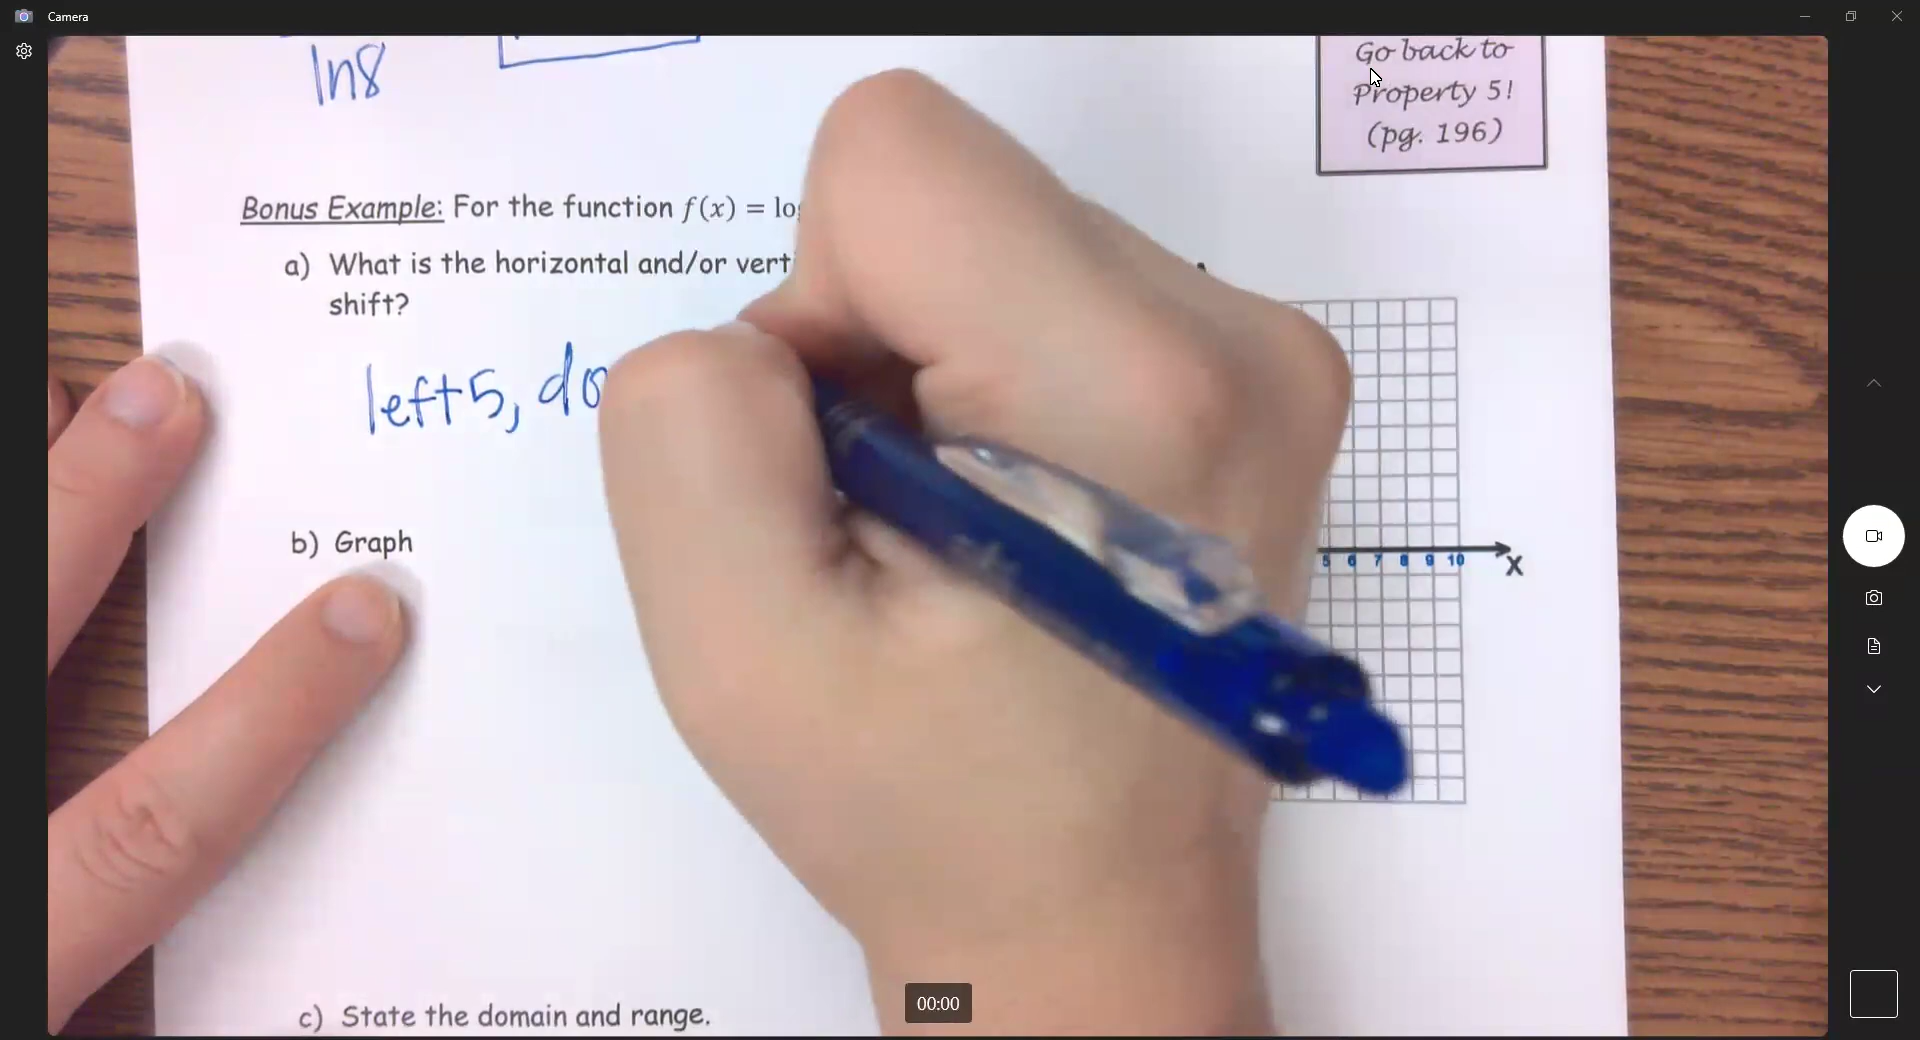 Camera
ln8
Go back to
Property 5!
(pg. 196)
Bonus Example: For the function f(x) = lo
a) What is the horizontal and/or vert
shift?
left 5, do
b) Graph
5 6 7 8 9 10
X
c) State the domain and range.
00:00